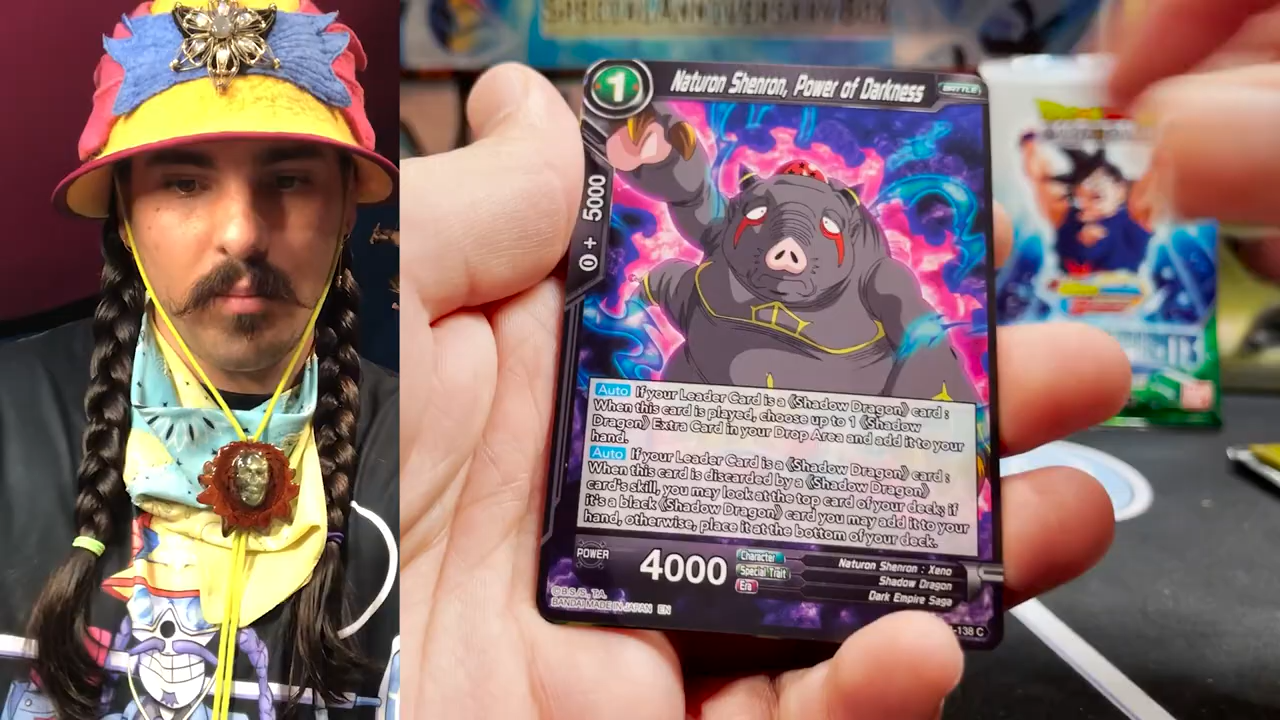 SPECIAL ANNIVERSARY BOX
1
Naturon Shenron, Power of Darkness
BATTLE
0 + 5000
Auto If your Leader Card is a 《Shadow Dragon》 card :
When this card is played, choose up to 1 《Shadow
Dragon》 Extra Card in your Drop Area and add it to your
hand.
Auto If your Leader Card is a 《Shadow Dragon》 card :
When this card is discarded by a 《Shadow Dragon》
card's skill, you may look at the top card of your deck; if
it's a black 《Shadow Dragon》 card you may add it to your
hand, otherwise, place it at the bottom of your deck.
POWER
4000
Character
Naturon Shenron : Xeno
Special Trait
Shadow Dragon
Era
Dark Empire Saga
©B.S./S., T.A.
BANDAI MADE IN JAPAN EN
-138 C